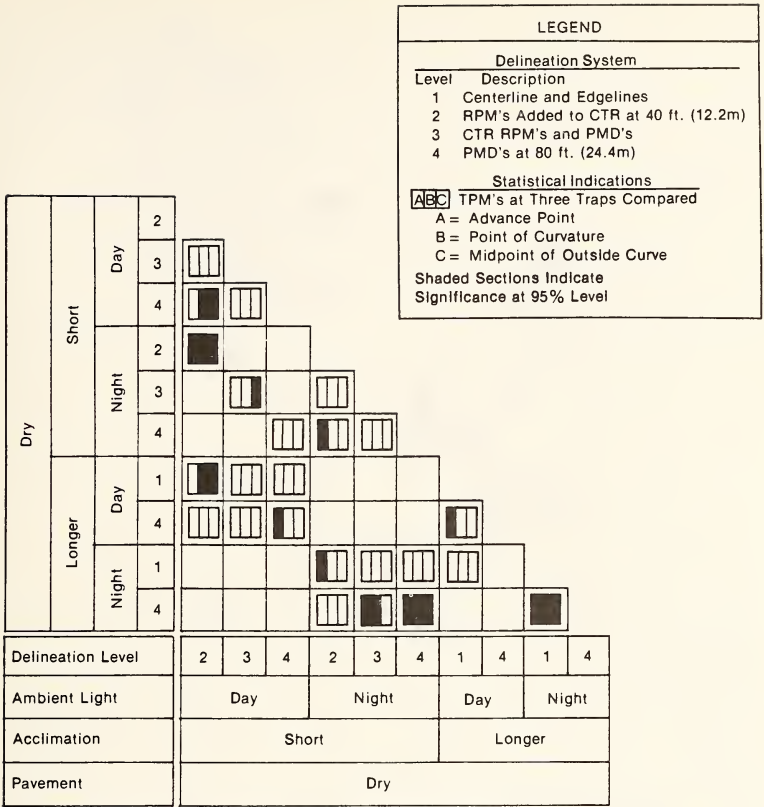 LEGEND
Delineation System
Level Description
1 Centerline and Edgelines
2 RPM's Added to CTR at 40 ft. (12.2m)
3 CTR RPM's and PMD's
4 PMD's at 80 ft. (24.4m)
Statistical Indications
ABC TPM's at Three Traps Compared
A = Advance Point
B = Point of Curvature
C = Midpoint of Outside Curve
Shaded Sections Indicate
Significance at 95% Level
Dry
Short
Day
2
3
4
Night
2
3
4
Longer
Day
1
4
Night
1
4
Delineation Level 2 3 4 2 3 4 1 4 1 4
Ambient Light Day Night Day Night
Acclimation Short Longer
Pavement Dry